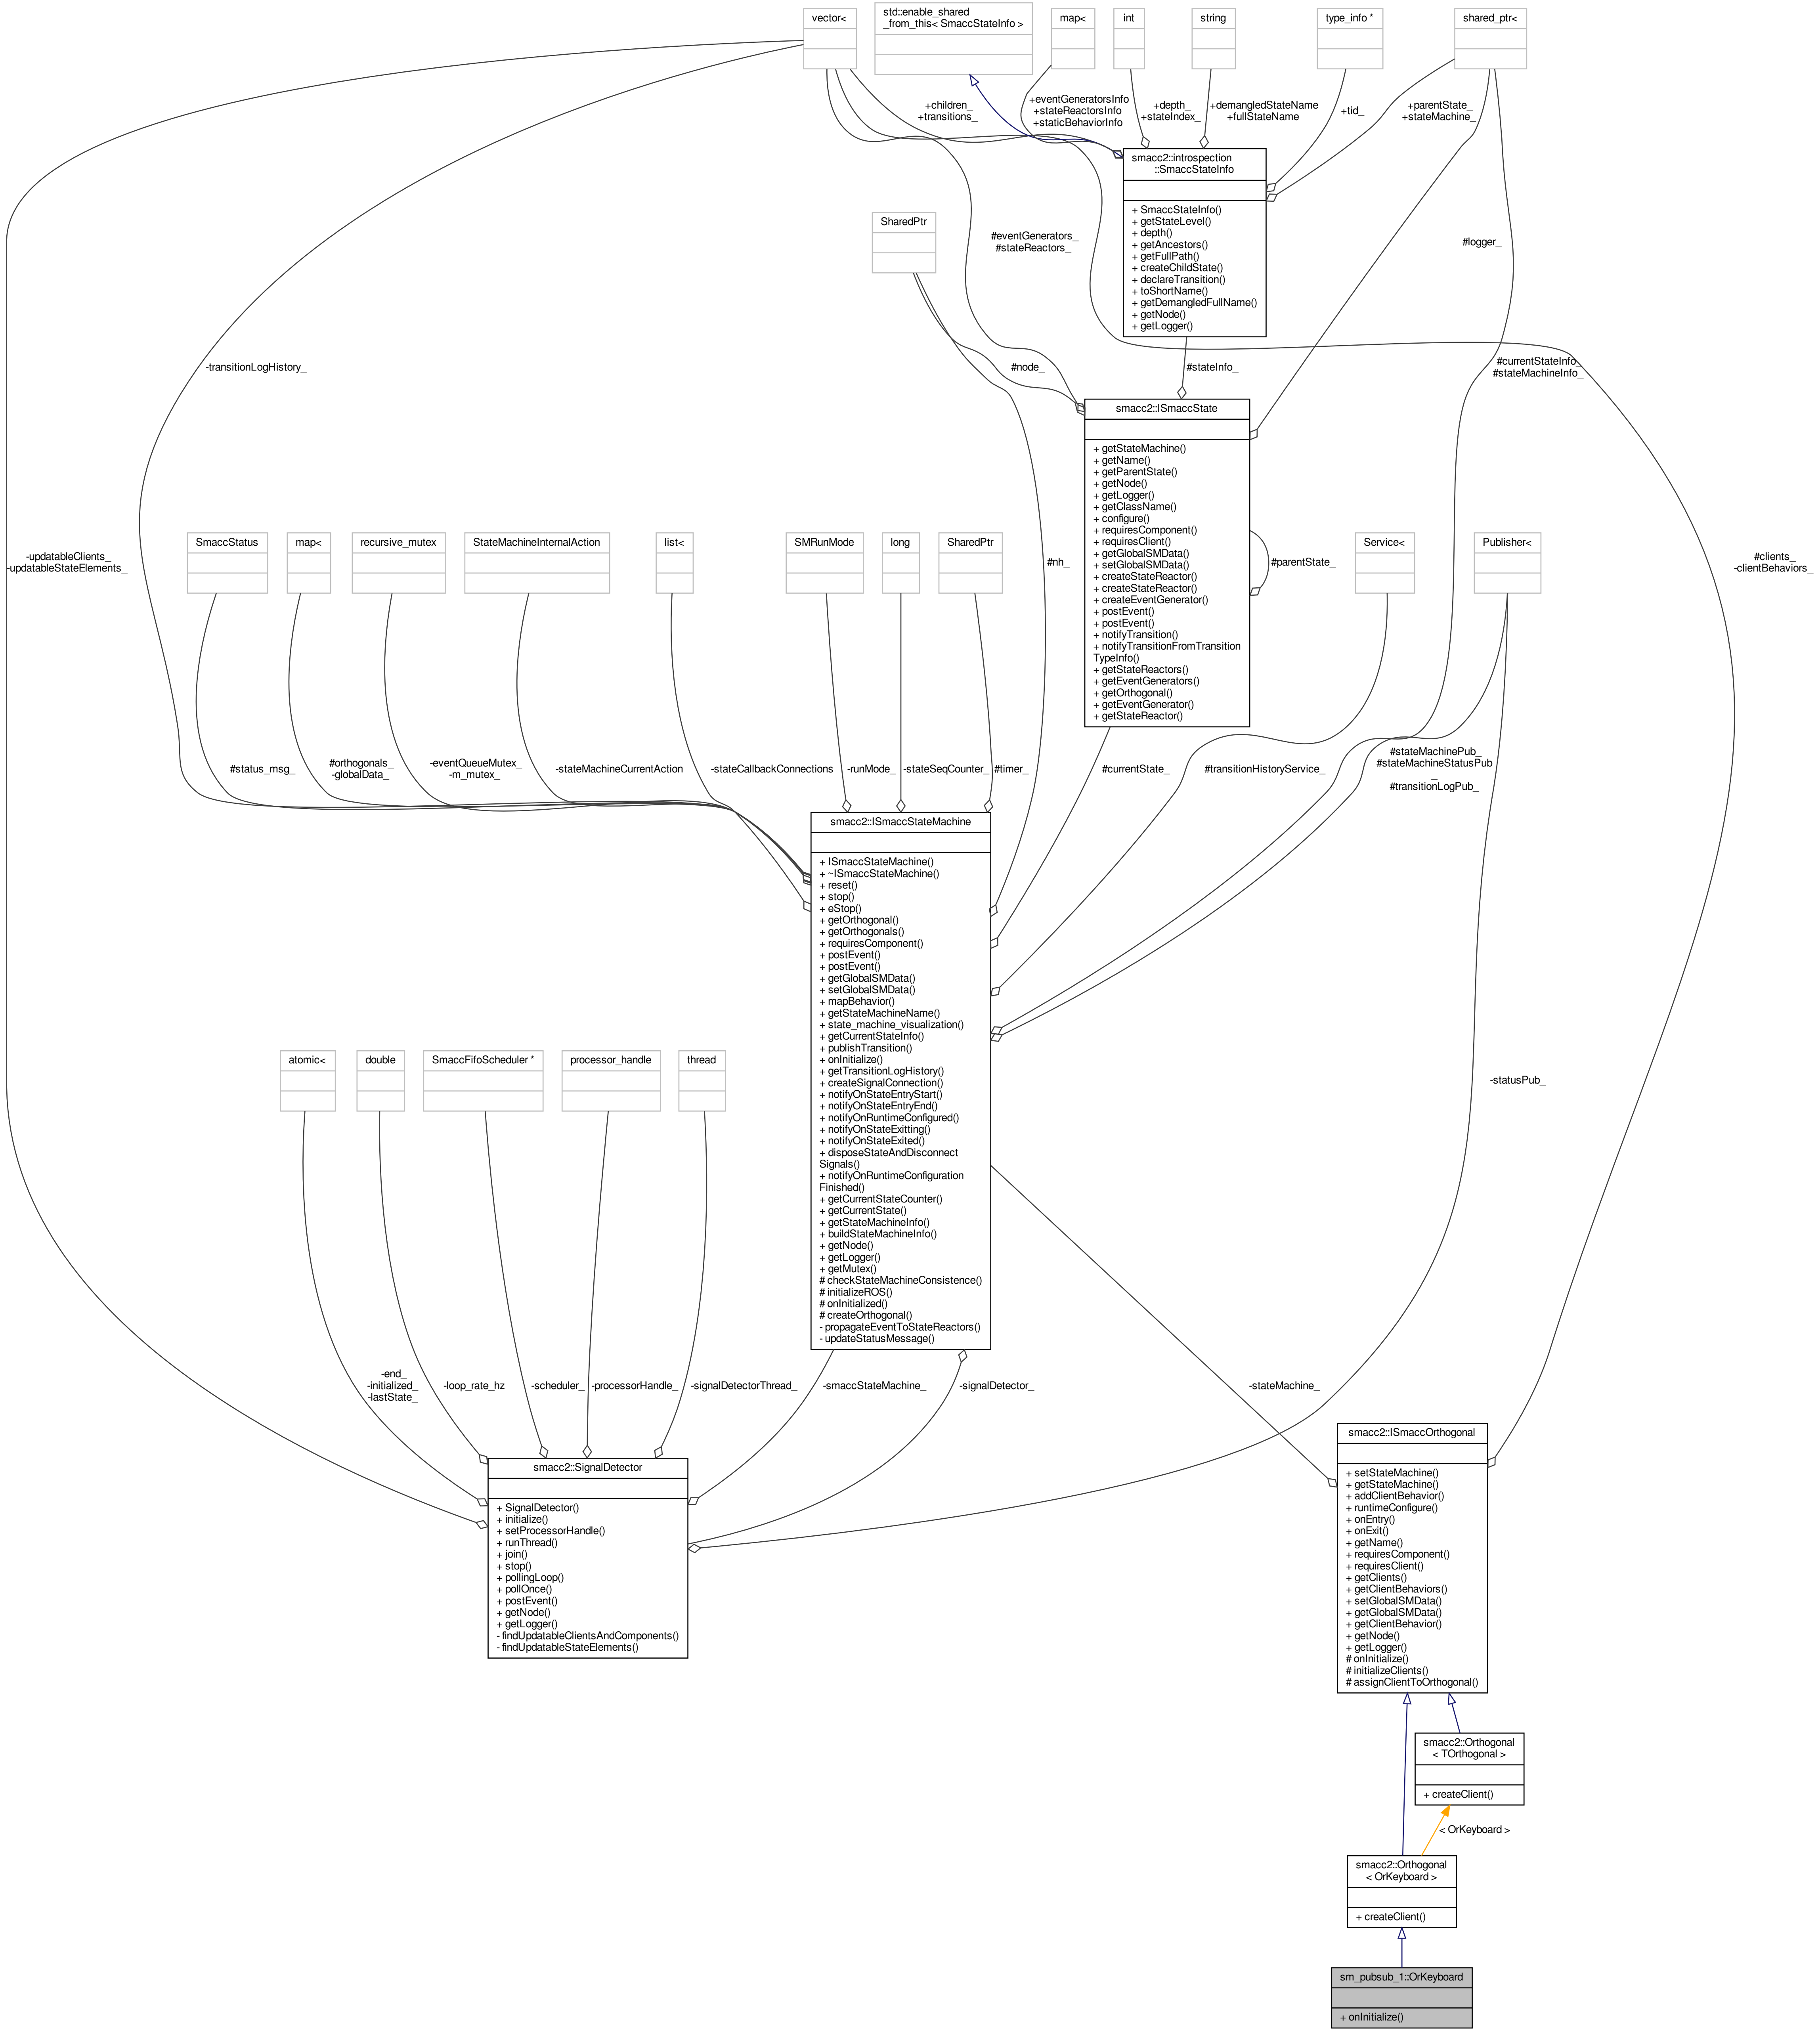 vector<
std::enable_shared
_from_this< SmaccStateInfo >
map<
int
string
type_info *
shared_ptr<
+children_
+transitions_
+eventGeneratorsInfo
+stateReactorsInfo
+staticBehaviorInfo
+depth_
+stateIndex_
+demangledStateName
+fullStateName
+tid_
+parentState_
+stateMachine_
smacc2::introspection
::SmaccStateInfo
+ SmaccStateInfo()
+ getStateLevel()
+ depth()
+ getAncestors()
+ getFullPath()
+ createChildState()
+ declareTransition()
+ toShortName()
+ getDemangledFullName()
+ getNode()
+ getLogger()
SharedPtr
#eventGenerators_
#stateReactors_
#logger_
-transitionLogHistory_
#node_
#stateInfo_
#currentStateInfo_
#stateMachineInfo_
smacc2::ISmaccState
+ getStateMachine()
+ getName()
+ getParentState()
+ getNode()
+ getLogger()
+ getClassName()
+ configure()
+ requiresComponent()
+ requiresClient()
+ getGlobalSMData()
+ setGlobalSMData()
+ createStateReactor()
+ createStateReactor()
+ createEventGenerator()
+ postEvent()
+ postEvent()
+ notifyTransition()
+ notifyTransitionFromTransition
TypeInfo()
+ getStateReactors()
+ getEventGenerators()
+ getOrthogonal()
+ getEventGenerator()
+ getStateReactor()
#parentState_
-updatableClients_
-updatableStateElements_
SmaccStatus
map<
recursive_mutex
StateMachineInternalAction
list<
SMRunMode
long
SharedPtr
#nh_
Service<
Publisher<
#clients_
-clientBehaviors_
#status_msg_
#orthogonals_
-globalData_
-eventQueueMutex_
-m_mutex_
-stateMachineCurrentAction
-stateCallbackConnections
-runMode_
-stateSeqCounter_
#timer_
#currentState_
#transitionHistoryService_
#stateMachinePub_
#stateMachineStatusPub
_
#transitionLogPub_
smacc2::ISmaccStateMachine
+ ISmaccStateMachine()
+ ~ISmaccStateMachine()
+ reset()
+ stop()
+ eStop()
+ getOrthogonal()
+ getOrthogonals()
+ requiresComponent()
+ postEvent()
+ postEvent()
+ getGlobalSMData()
+ setGlobalSMData()
+ mapBehavior()
+ getStateMachineName()
+ state_machine_visualization()
+ getCurrentStateInfo()
+ publishTransition()
+ onInitialize()
+ getTransitionLogHistory()
+ createSignalConnection()
+ notifyOnStateEntryStart()
+ notifyOnStateEntryEnd()
+ notifyOnRuntimeConfigured()
+ notifyOnStateExitting()
+ notifyOnStateExited()
+ disposeStateAndDisconnect
Signals()
+ notifyOnRuntimeConfiguration
Finished()
+ getCurrentStateCounter()
+ getCurrentState()
+ getStateMachineInfo()
+ buildStateMachineInfo()
+ getNode()
+ getLogger()
+ getMutex()
# checkStateMachineConsistence()
# initializeROS()
# onInitialized()
# createOrthogonal()
- propagateEventToStateReactors()
- updateStatusMessage()
atomic<
double
SmaccFifoScheduler *
processor_handle
thread
-statusPub_
-end_
-initialized_
-lastState_
-loop_rate_hz
-scheduler_
-processorHandle_
-signalDetectorThread_
-smaccStateMachine_
-signalDetector_
-stateMachine_
smacc2::SignalDetector
+ SignalDetector()
+ initialize()
+ setProcessorHandle()
+ runThread()
+ join()
+ stop()
+ pollingLoop()
+ pollOnce()
+ postEvent()
+ getNode()
+ getLogger()
- findUpdatableClientsAndComponents()
- findUpdatableStateElements()
smacc2::ISmaccOrthogonal
+ setStateMachine()
+ getStateMachine()
+ addClientBehavior()
+ runtimeConfigure()
+ onEntry()
+ onExit()
+ getName()
+ requiresComponent()
+ requiresClient()
+ getClients()
+ getClientBehaviors()
+ setGlobalSMData()
+ getGlobalSMData()
+ getClientBehavior()
+ getNode()
+ getLogger()
# onInitialize()
# initializeClients()
# assignClientToOrthogonal()
smacc2::Orthogonal
< TOrthogonal >
+ createClient()
< OrKeyboard >
smacc2::Orthogonal
< OrKeyboard >
+ createClient()
sm_pubsub_1::OrKeyboard
+ onInitialize()